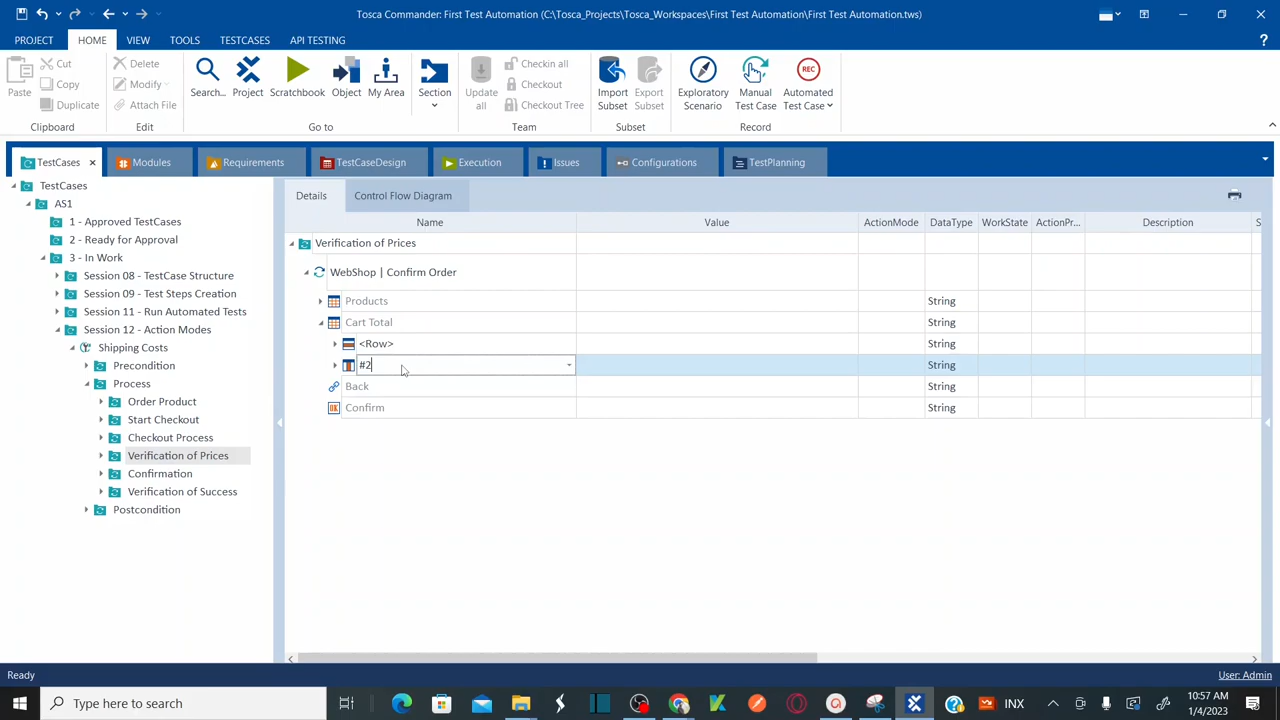 Tosca Commander: First Test Automation (C:\Tosca_Projects\Tosca_Workspaces\First Test Automation\First Test Automation.tws)
PROJECT HOME VIEW TOOLS TESTCASES API TESTING ?
Paste Cut Copy Duplicate Clipboard
Delete Modify Attach File Edit
Search... Project Scratchbook Object My Area Section Go to
Update all Checkin all Checkout Checkout Tree Team
Import Subset Export Subset Subset
Exploratory Scenario Manual Test Case REC Automated Test Case Record
TestCases Modules Requirements TestCaseDesign Execution Issues Configurations TestPlanning
TestCases
AS1
1 - Approved TestCases
2 - Ready for Approval
3 - In Work
Session 08 - TestCase Structure
Session 09 - Test Steps Creation
Session 11 - Run Automated Tests
Session 12 - Action Modes
Shipping Costs
Precondition
Process
Order Product
Start Checkout
Checkout Process
Verification of Prices
Confirmation
Verification of Success
Postcondition
Details Control Flow Diagram
Name Value ActionMode DataType WorkState ActionPr... Description S
Verification of Prices
WebShop | Confirm Order
Products String
Cart Total String
<Row> String
#2 String
Back String
Confirm String
Ready User: Admin
Type here to search INX 10:57 AM
1/4/2023